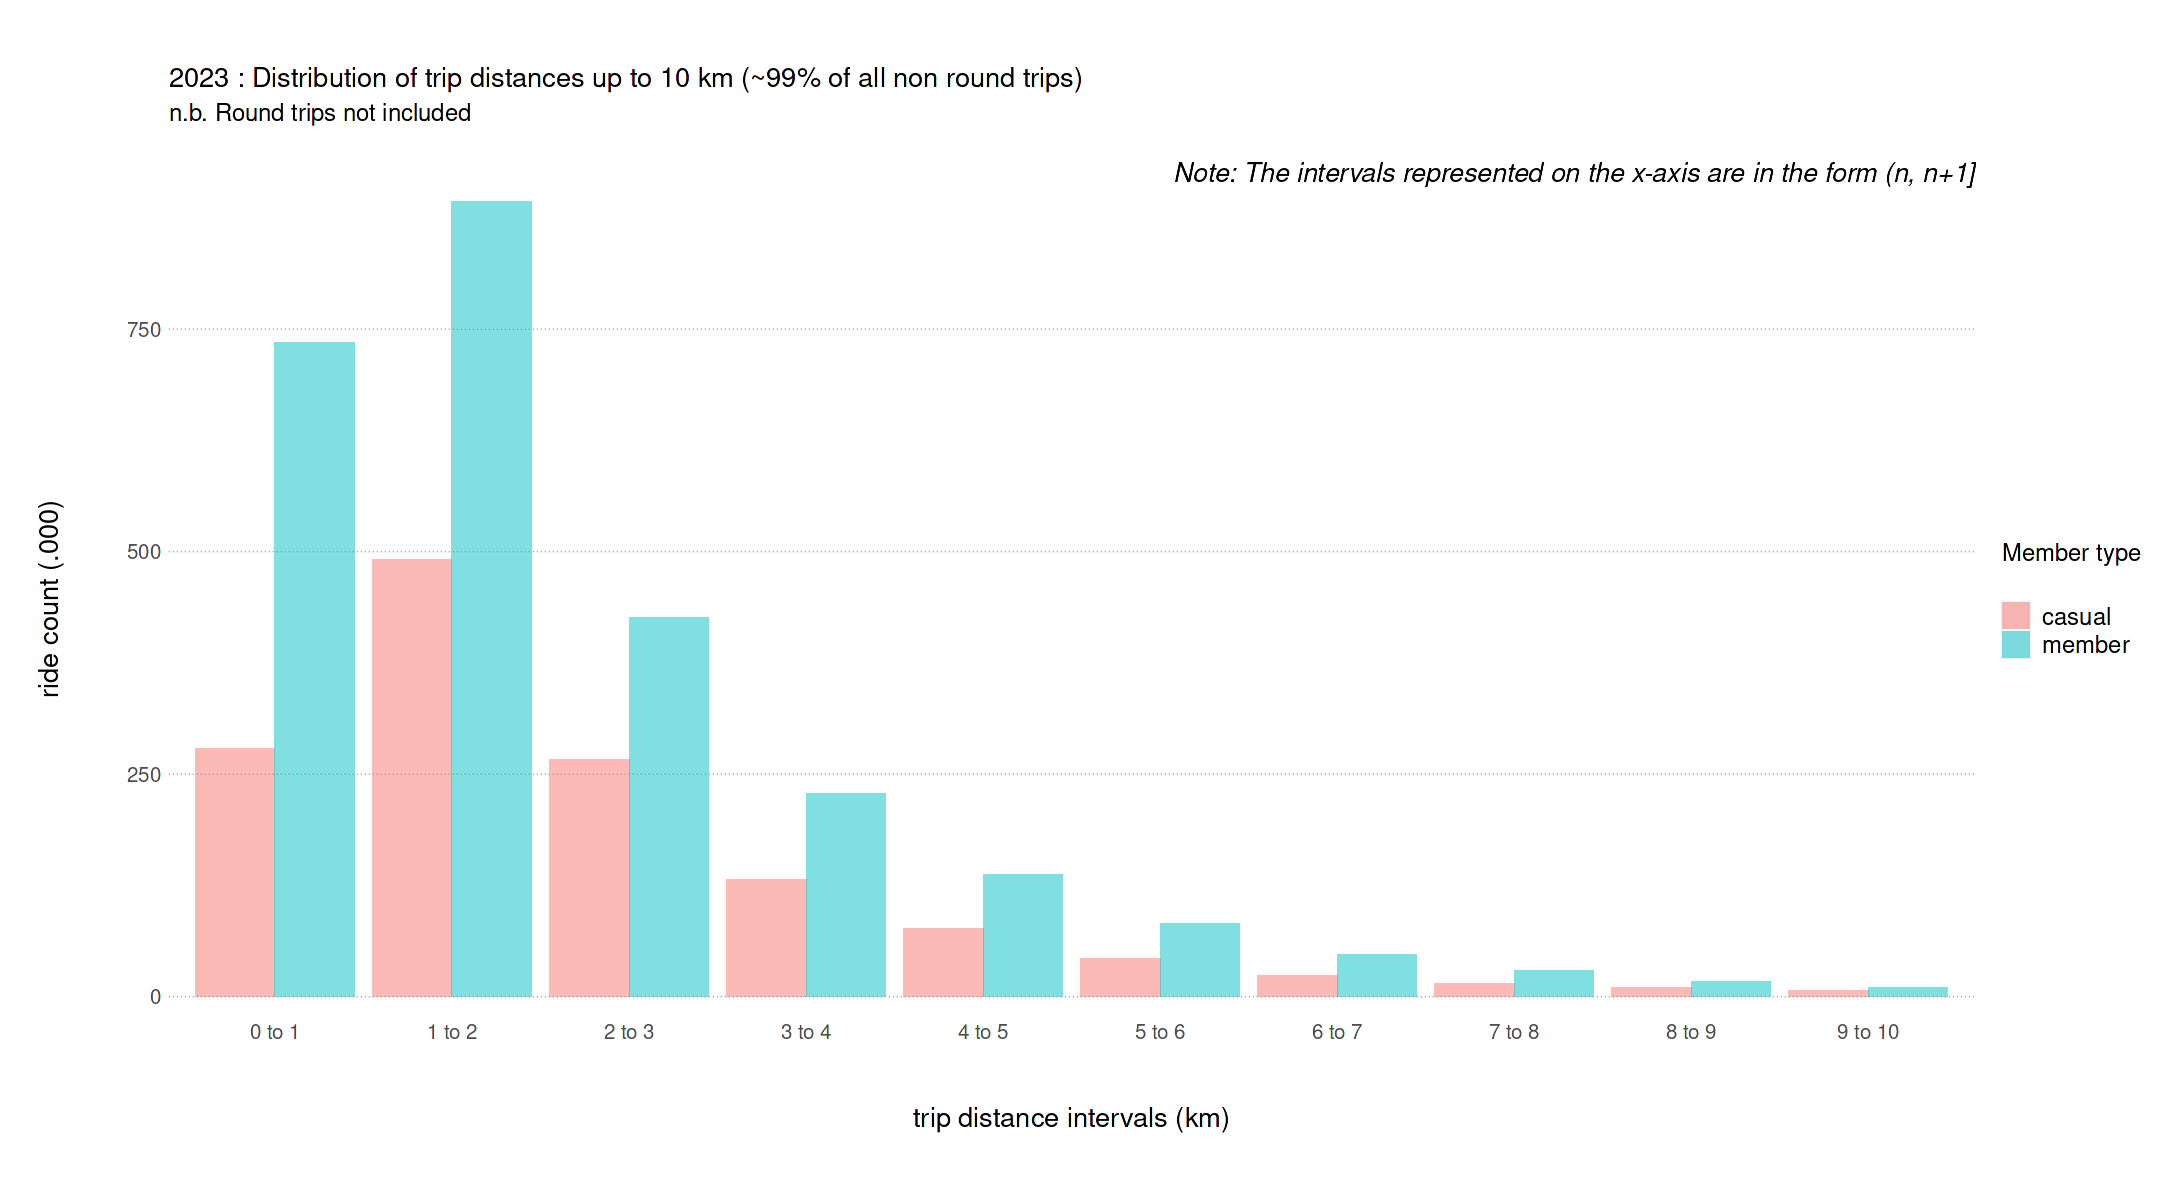 2023 : Distribution of trip distances up to 10 km (~99% of all non round trips)
n.b. Round trips not included
Note: The intervals represented on the x-axis are in the form (n, n+1]
750
500
250
0
ride count (.000)
0 to 1
1 to 2
2 to 3
3 to 4
4 to 5
5 to 6
6 to 7
7 to 8
8 to 9
9 to 10
trip distance intervals (km)
Member type
casual
member